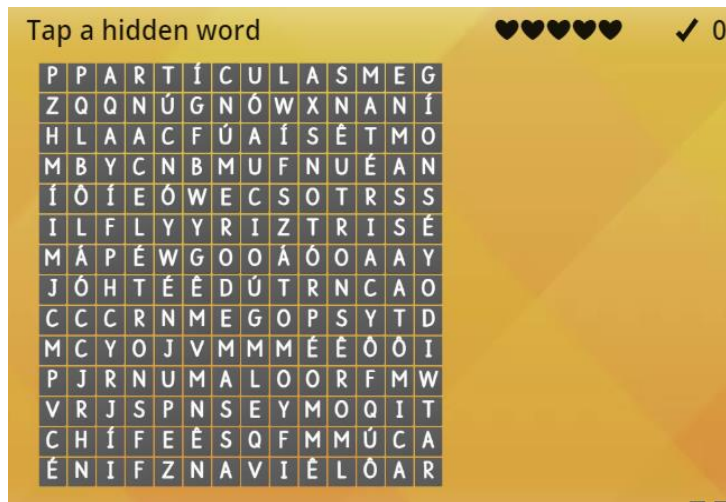 Tap a hidden word
0
P P A R T Í C U L A S M E G
Z Q Q N Ú G N Ó W X N A N Í
H L A A C F Ú A Í S Ê T M O
M B Y C N B M U F N U É A N
Í Ô Í E Ó W E C S O T R S S
I L F L Y Y R I Z T R I S É
M Á P É W G O O Á Ó O A A Y
J Ó H T É Ê D Ú T R N C A O
C C C R N M E G O P S Y T D
M C Y O J V M M M É Ê Ô Ô I
P J R N U M A L O O R F M W
V R J S P N S E Y M O Q I T
C H Í F E Ê S Q F M M Ú C A
É N I F Z N A V I Ê L Ô A R